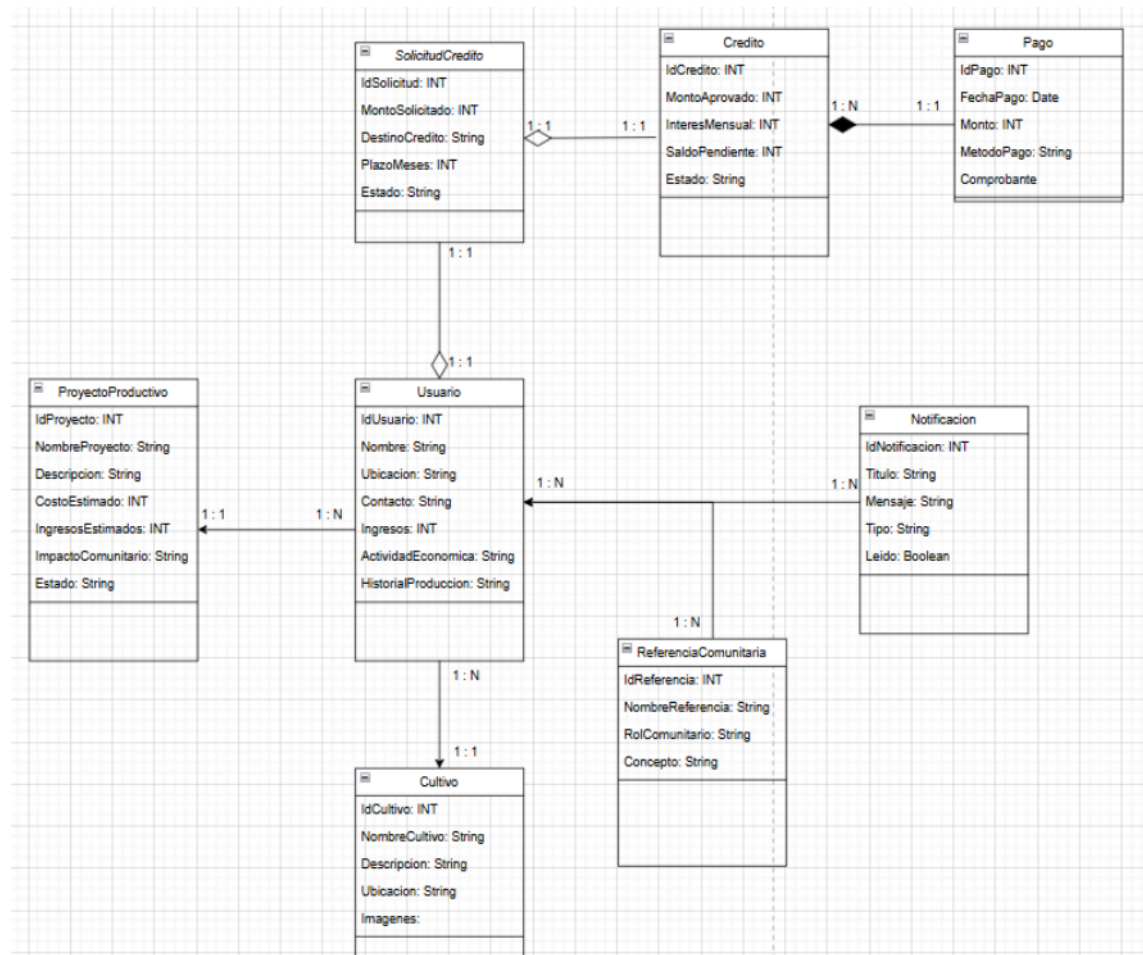 SolicitudCredito
IdSolicitud: INT
MontoSolicitado: INT
DestinoCredito: String
PlazoMeses: INT
Estado: String
1 : 1
1 : 1
Credito
IdCredito: INT
MontoAprovado: INT
InteresMensual: INT
SaldoPendiente: INT
Estado: String
1 : N
1 : 1
Pago
IdPago: INT
FechaPago: Date
Monto: INT
MetodoPago: String
Comprobante
1 : 1
1 : 1
ProyectoProductivo
IdProyecto: INT
NombreProyecto: String
Descripcion: String
CostoEstimado: INT
IngresosEstimados: INT
ImpactoComunitario: String
Estado: String
1 : 1
1 : N
Usuario
IdUsuario: INT
Nombre: String
Ubicacion: String
Contacto: String
Ingresos: INT
ActividadEconomica: String
HistorialProduccion: String
1 : N
1 : N
Notificacion
IdNotificacion: INT
Titulo: String
Mensaje: String
Tipo: String
Leido: Boolean
1 : N
ReferenciaComunitaria
IdReferencia: INT
NombreReferencia: String
RolComunitario: String
Concepto: String
1 : N
1 : 1
Cultivo
IdCultivo: INT
NombreCultivo: String
Descripcion: String
Ubicacion: String
Imagenes: